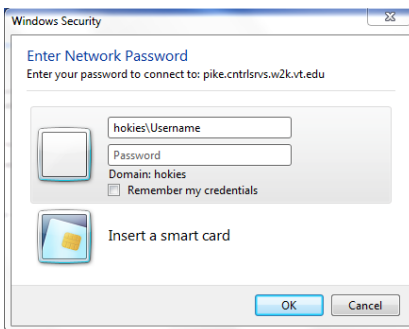 Windows Security
Enter Network Password
Enter your password to connect to: pike.cntrlsrvs.w2k.vt.edu
hokies\Username
Password
Domain: hokies
Remember my credentials
Insert a smart card
OK Cancel